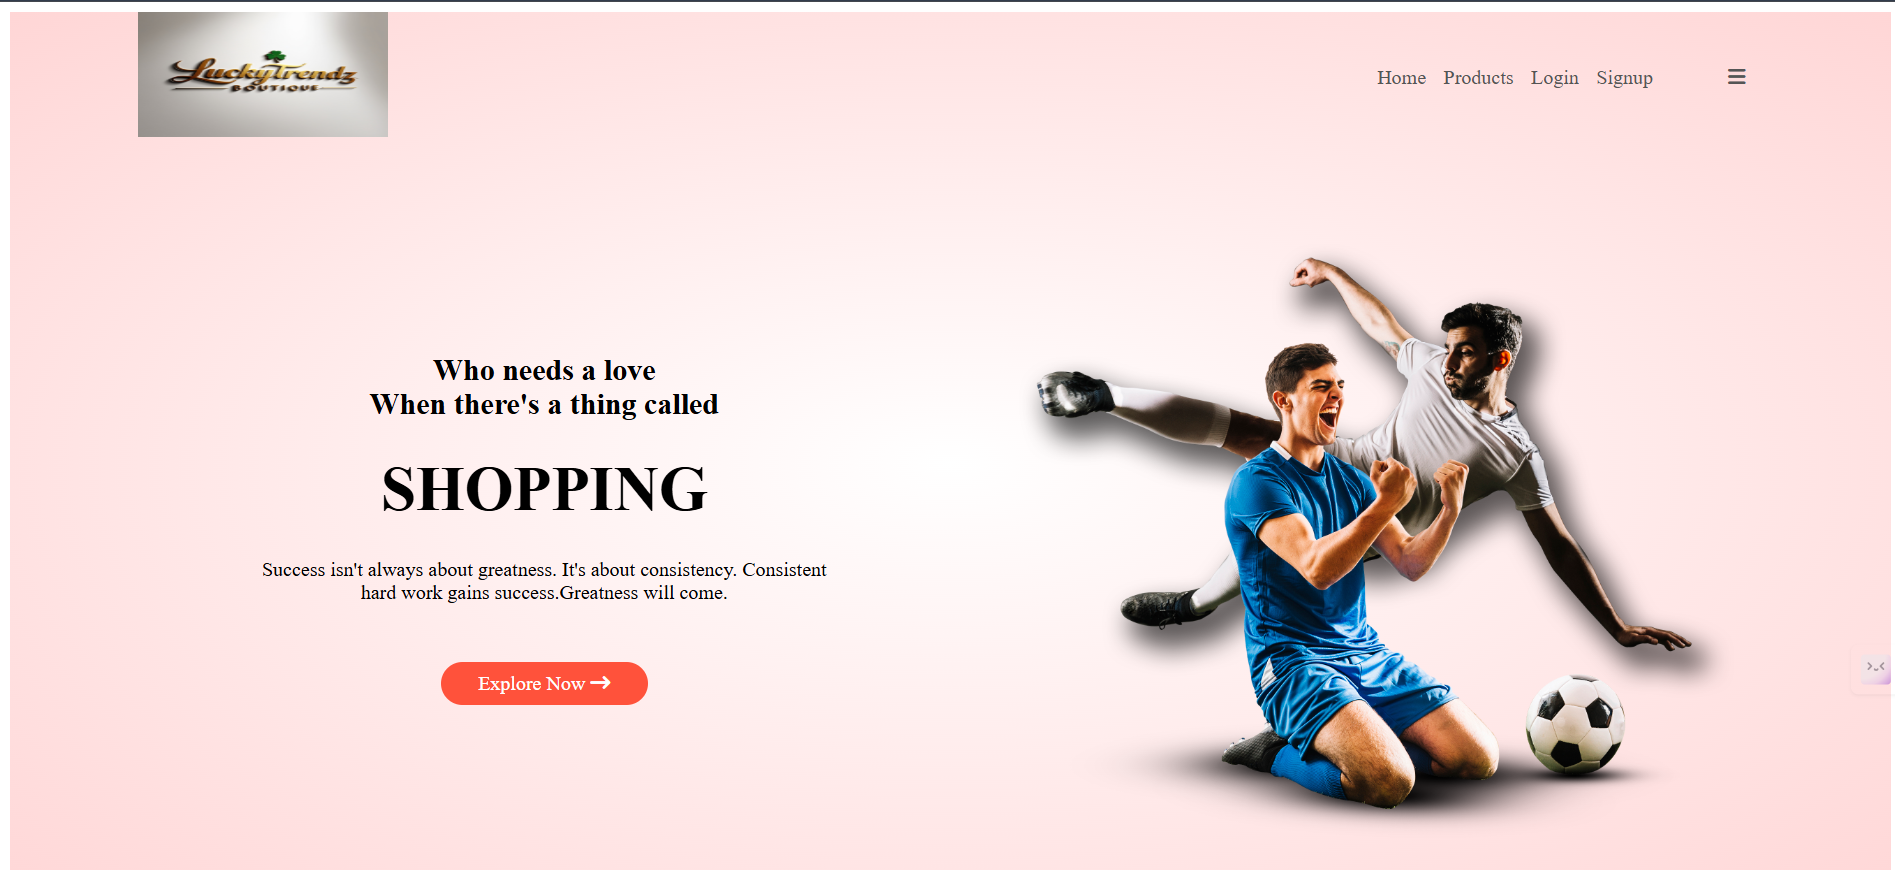 LuckyTrendz
BOUTIQUE
Home Products Login Signup
Who needs a love
When there's a thing called
SHOPPING
Success isn't always about greatness. It's about consistency. Consistent
hard work gains success.Greatness will come.
Explore Now